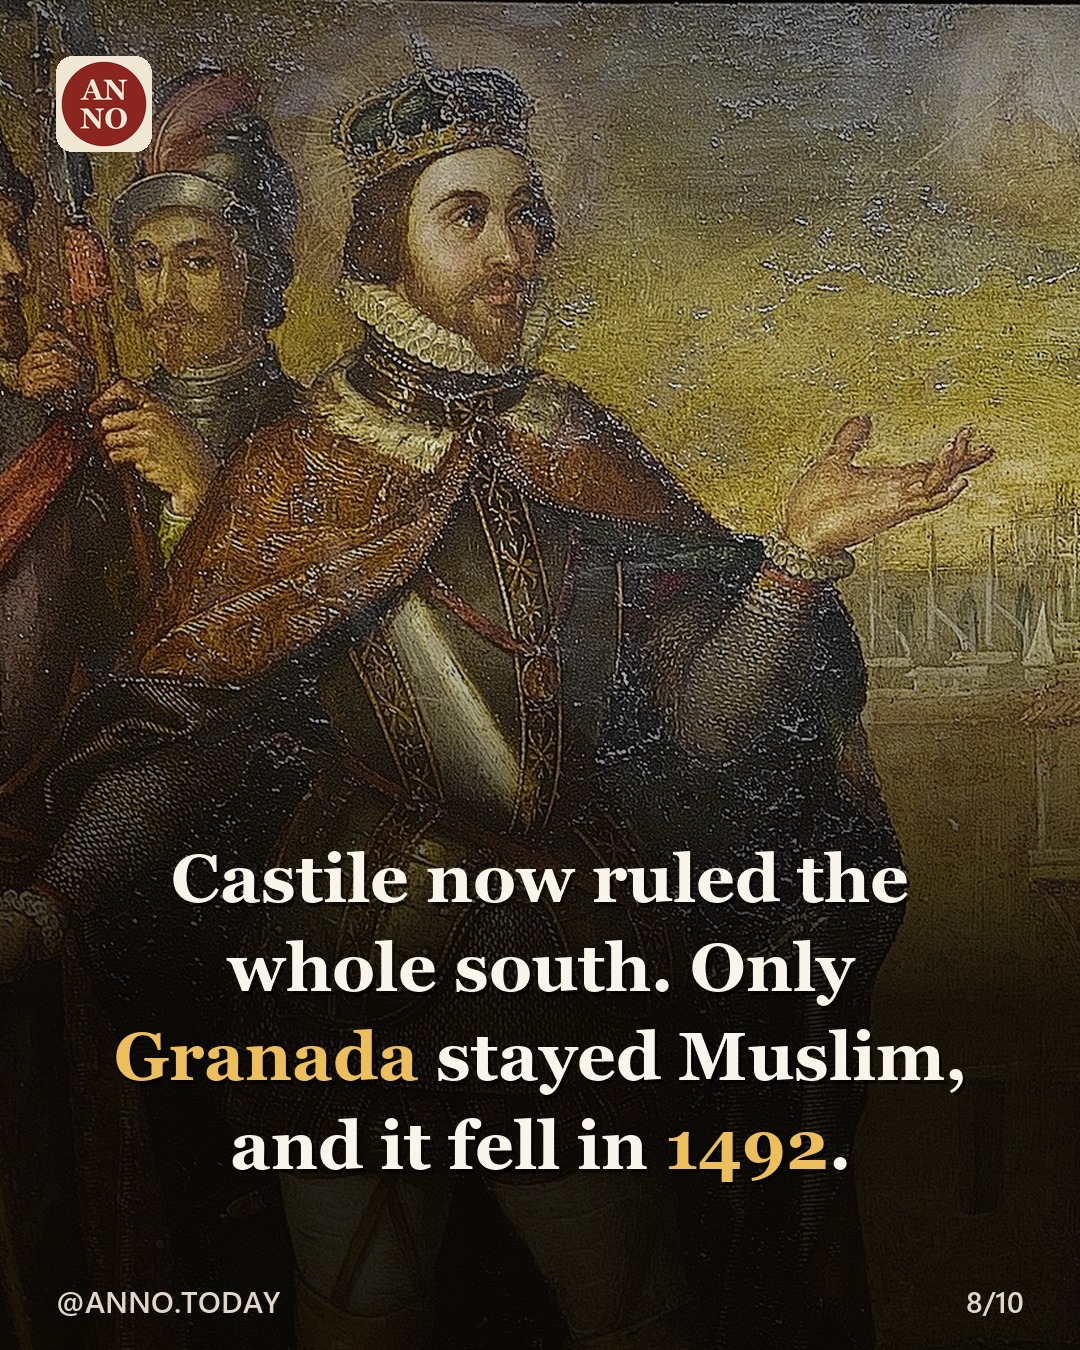 AN
NO
Castile now ruled the
whole south. Only
Granada stayed Muslim,
and it fell in 1492.
@ANNO.TODAY
8/10